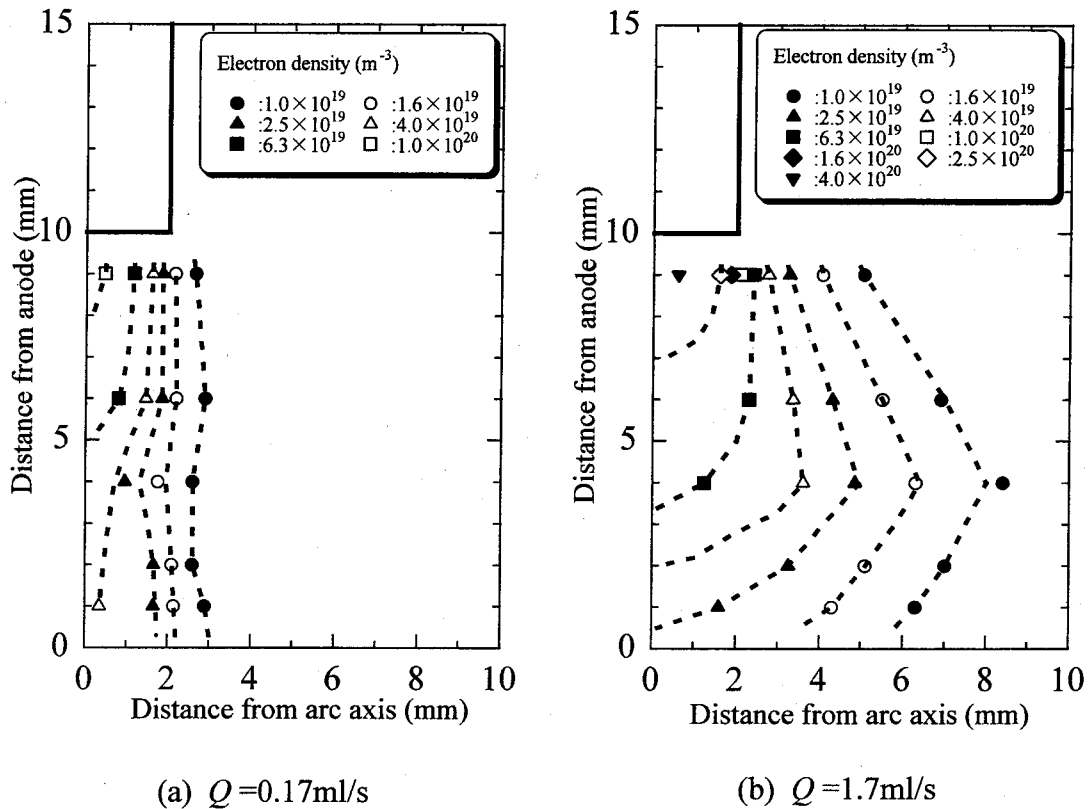 15
10
5
0
Distance from anode (mm)
Electron density (m⁻³)
●:1.0×10¹⁹ ○:1.6×10¹⁹
▲:2.5×10¹⁹ △:4.0×10¹⁹
■:6.3×10¹⁹ □:1.0×10²⁰
0 2 4 6 8 10
Distance from arc axis (mm)
(a) Q=0.17ml/s
15
10
5
0
Distance from anode (mm)
Electron density (m⁻³)
●:1.0×10¹⁹ ○:1.6×10¹⁹
▲:2.5×10¹⁹ △:4.0×10¹⁹
■:6.3×10¹⁹ □:1.0×10²⁰
◆:1.6×10²⁰ ◇:2.5×10²⁰
▼:4.0×10²⁰
0 2 4 6 8 10
Distance from arc axis (mm)
(b) Q=1.7ml/s